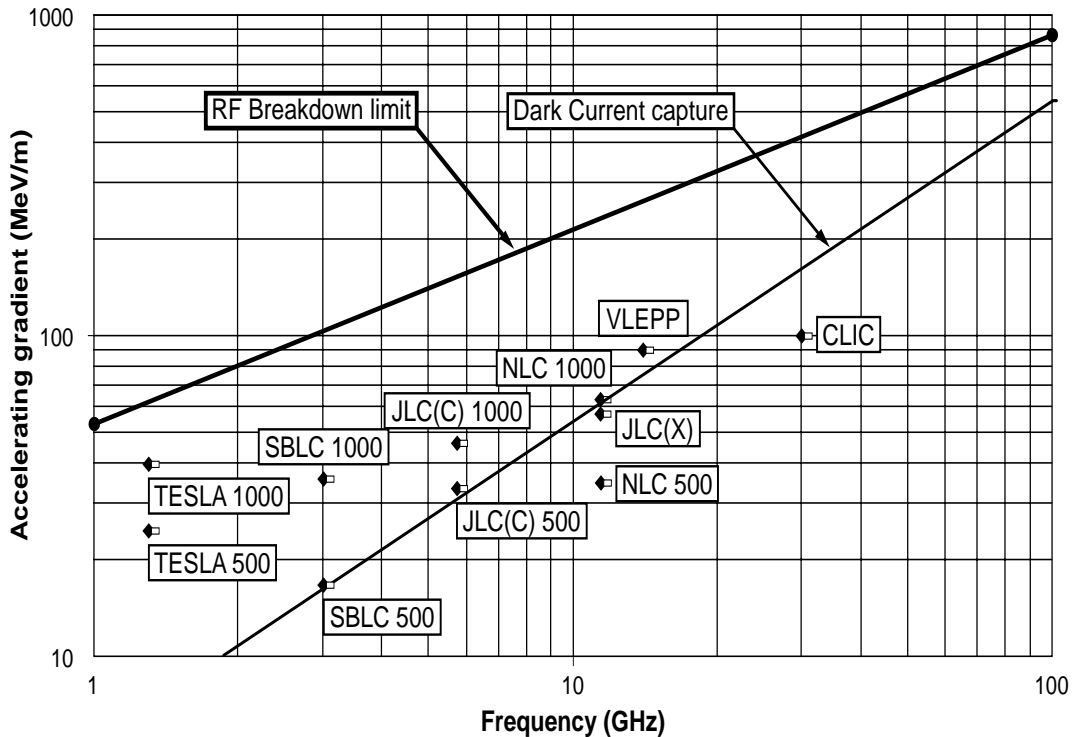 1000
RF Breakdown limit
Dark Current capture
Accelerating gradient (MeV/m)
VLEPP
CLIC
100
NLC 1000
JLC(C) 1000
JLC(X)
SBLC 1000
TESLA 1000
NLC 500
JLC(C) 500
TESLA 500
SBLC 500
10
1
10
100
Frequency (GHz)